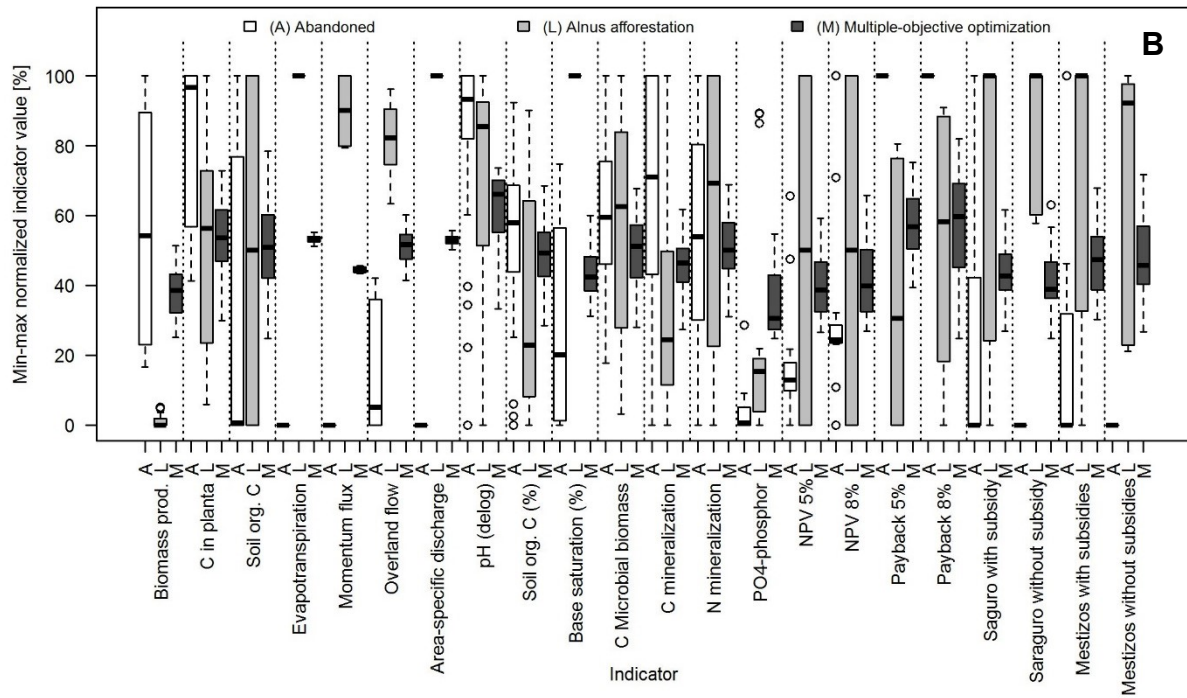 (A) Abandoned (L) Alnus afforestation (M) Multiple-objective optimization
B
Min-max normalized indicator value [%]
100
80
60
40
20
0
A L M A L M A L M A L M A L M A L M A L M A L M A L M A L M A L M A L M A L M A L M A L M A L M A L M A L M A L M A L M A L M A L M
Biomass prod.
C in planta
Soil org. C
Evapotranspiration
Momentum flux
Overland flow
Area-specific discharge
pH (delog)
Soil org. C (%)
Base saturation (%)
C Microbial biomass
C mineralization
N mineralization
PO4-phosphor
NPV 5%
NPV 8%
Payback 5%
Payback 8%
Saguro with subsidy
Saraguro without subsidy
Mestizos with subsidies
Mestizos without subsidies
Indicator